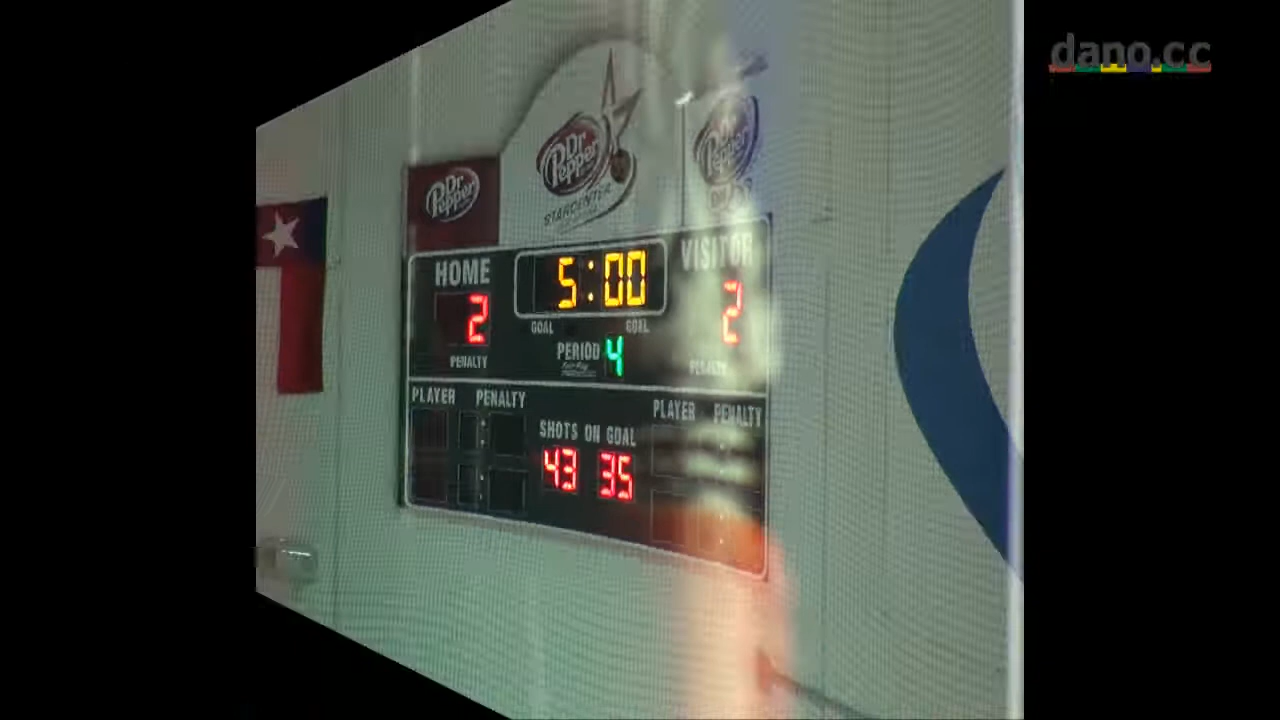 dano.cc
Dr Pepper
STARCENTER
Dr Pepper
Dr Pepper
HOME 5:00 VISITOR
2 2
GOAL GOAL
PERIOD 4
PENALTY PENALTY
PLAYER PENALTY PLAYER PENALTY
SHOTS ON GOAL
43 35